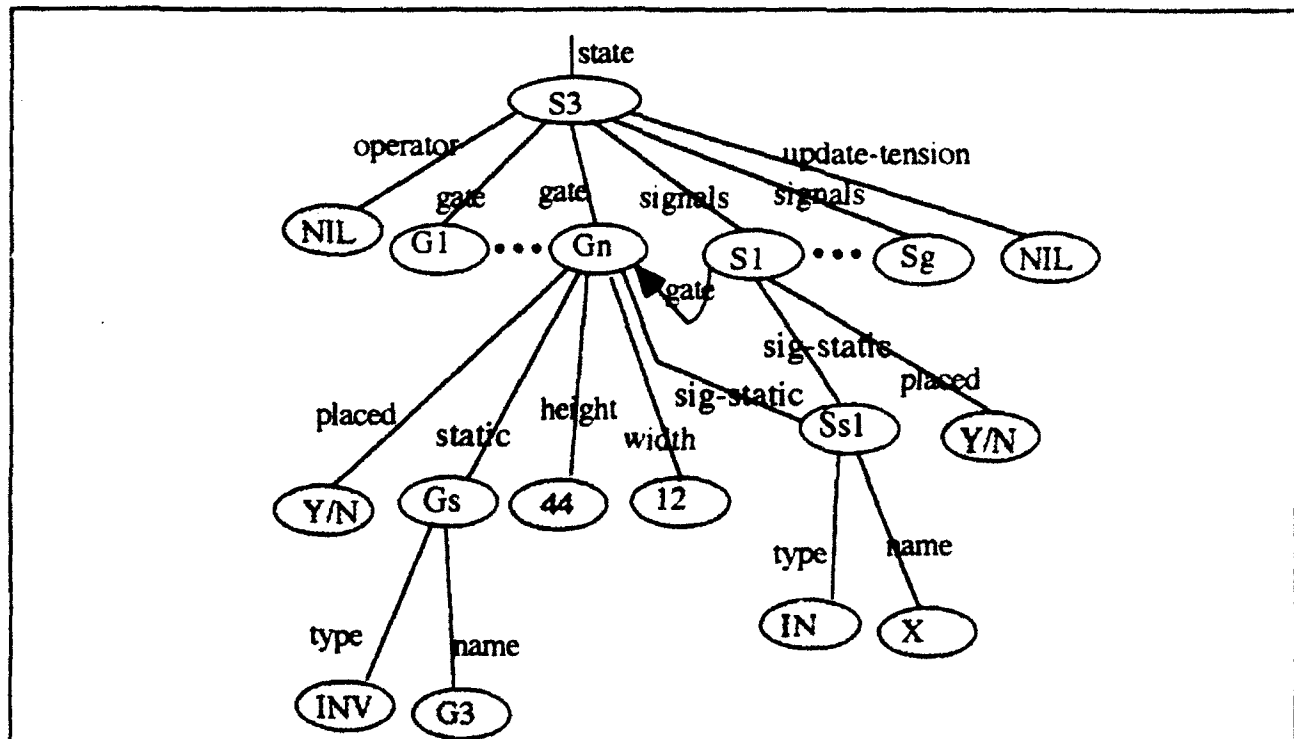 state
S3
operator
update-tension
gate
gate
signals
signals
NIL
G1
Gn
S1
Sg
NIL
gate
sig-static
placed
sig-static
placed
static
height
width
Ss1
Y/N
Y/N
Gs
44
12
type
name
IN
X
type
name
INV
G3